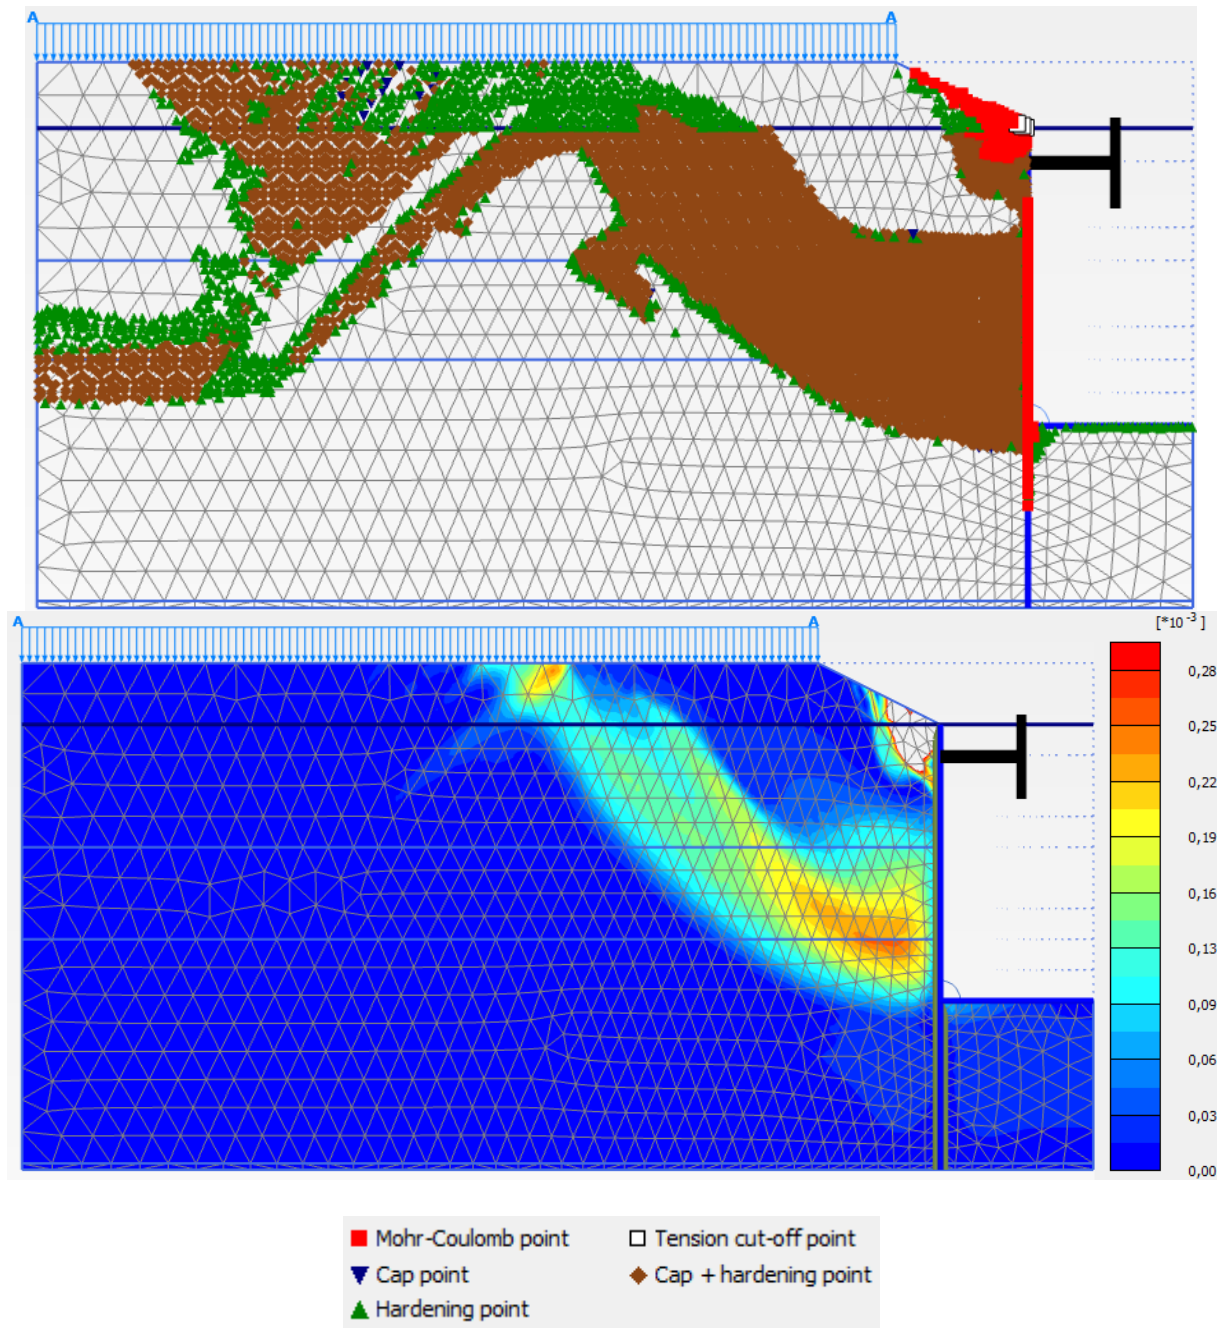 A A
A A
[*10 -3 ]
0,28
0,25
0,22
0,19
0,16
0,13
0,09
0,06
0,03
0,00
Mohr-Coulomb point Tension cut-off point
Cap point Cap + hardening point
Hardening point